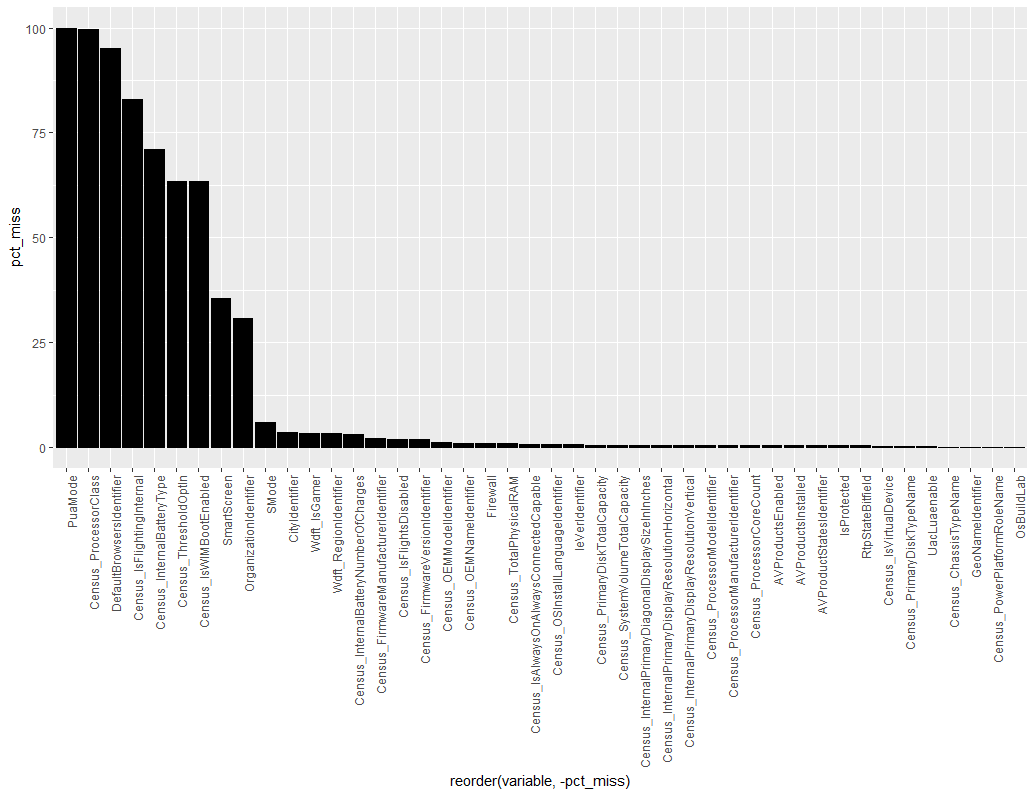 100
75
50
25
0
pct_miss
PuaMode
Census_ProcessorClass
DefaultBrowsersIdentifier
Census_IsFlightingInternal
Census_InternalBatteryType
Census_ThresholdOptIn
Census_IsWIMBootEnabled
SmartScreen
OrganizationIdentifier
SMode
CityIdentifier
Wdft_IsGamer
Wdft_RegionIdentifier
Census_InternalBatteryNumberOfCharges
Census_FirmwareManufacturerIdentifier
Census_IsFlightsDisabled
Census_FirmwareVersionIdentifier
Census_OEMModelIdentifier
Census_OEMNameIdentifier
Firewall
Census_TotalPhysicalRAM
Census_IsAlwaysOnAlwaysConnectedCapable
Census_OSInstallLanguageIdentifier
IeVerIdentifier
Census_PrimaryDiskTotalCapacity
Census_SystemVolumeTotalCapacity
Census_InternalPrimaryDiagonalDisplaySizeInInches
Census_InternalPrimaryDisplayResolutionHorizontal
Census_InternalPrimaryDisplayResolutionVertical
Census_ProcessorModelIdentifier
Census_ProcessorManufacturerIdentifier
Census_ProcessorCoreCount
AVProductsEnabled
AVProductsInstalled
AVProductStatesIdentifier
IsProtected
RtpStateBitfield
Census_IsVirtualDevice
Census_PrimaryDiskTypeName
UacLuaenable
Census_ChassisTypeName
GeoNameIdentifier
Census_PowerPlatformRoleName
OsBuildLab
reorder(variable, -pct_miss)